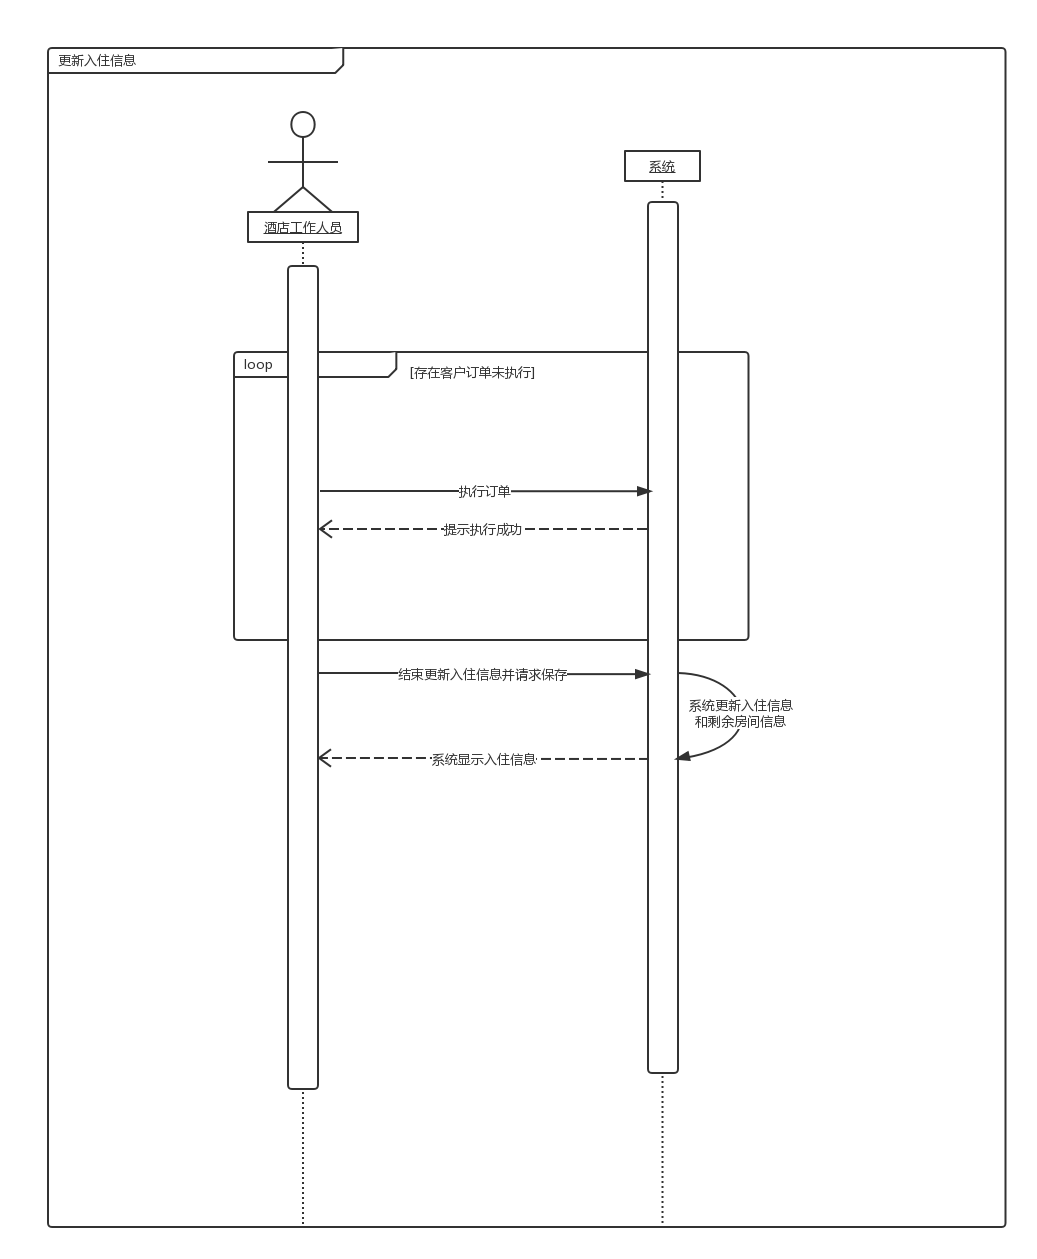 更新入住信息
系统
酒店工作人员
loop
[存在客户订单未执行]
执行订单
提示执行成功
结束更新入住信息并请求保存
系统更新入住信息
和剩余房间信息
系统显示入住信息